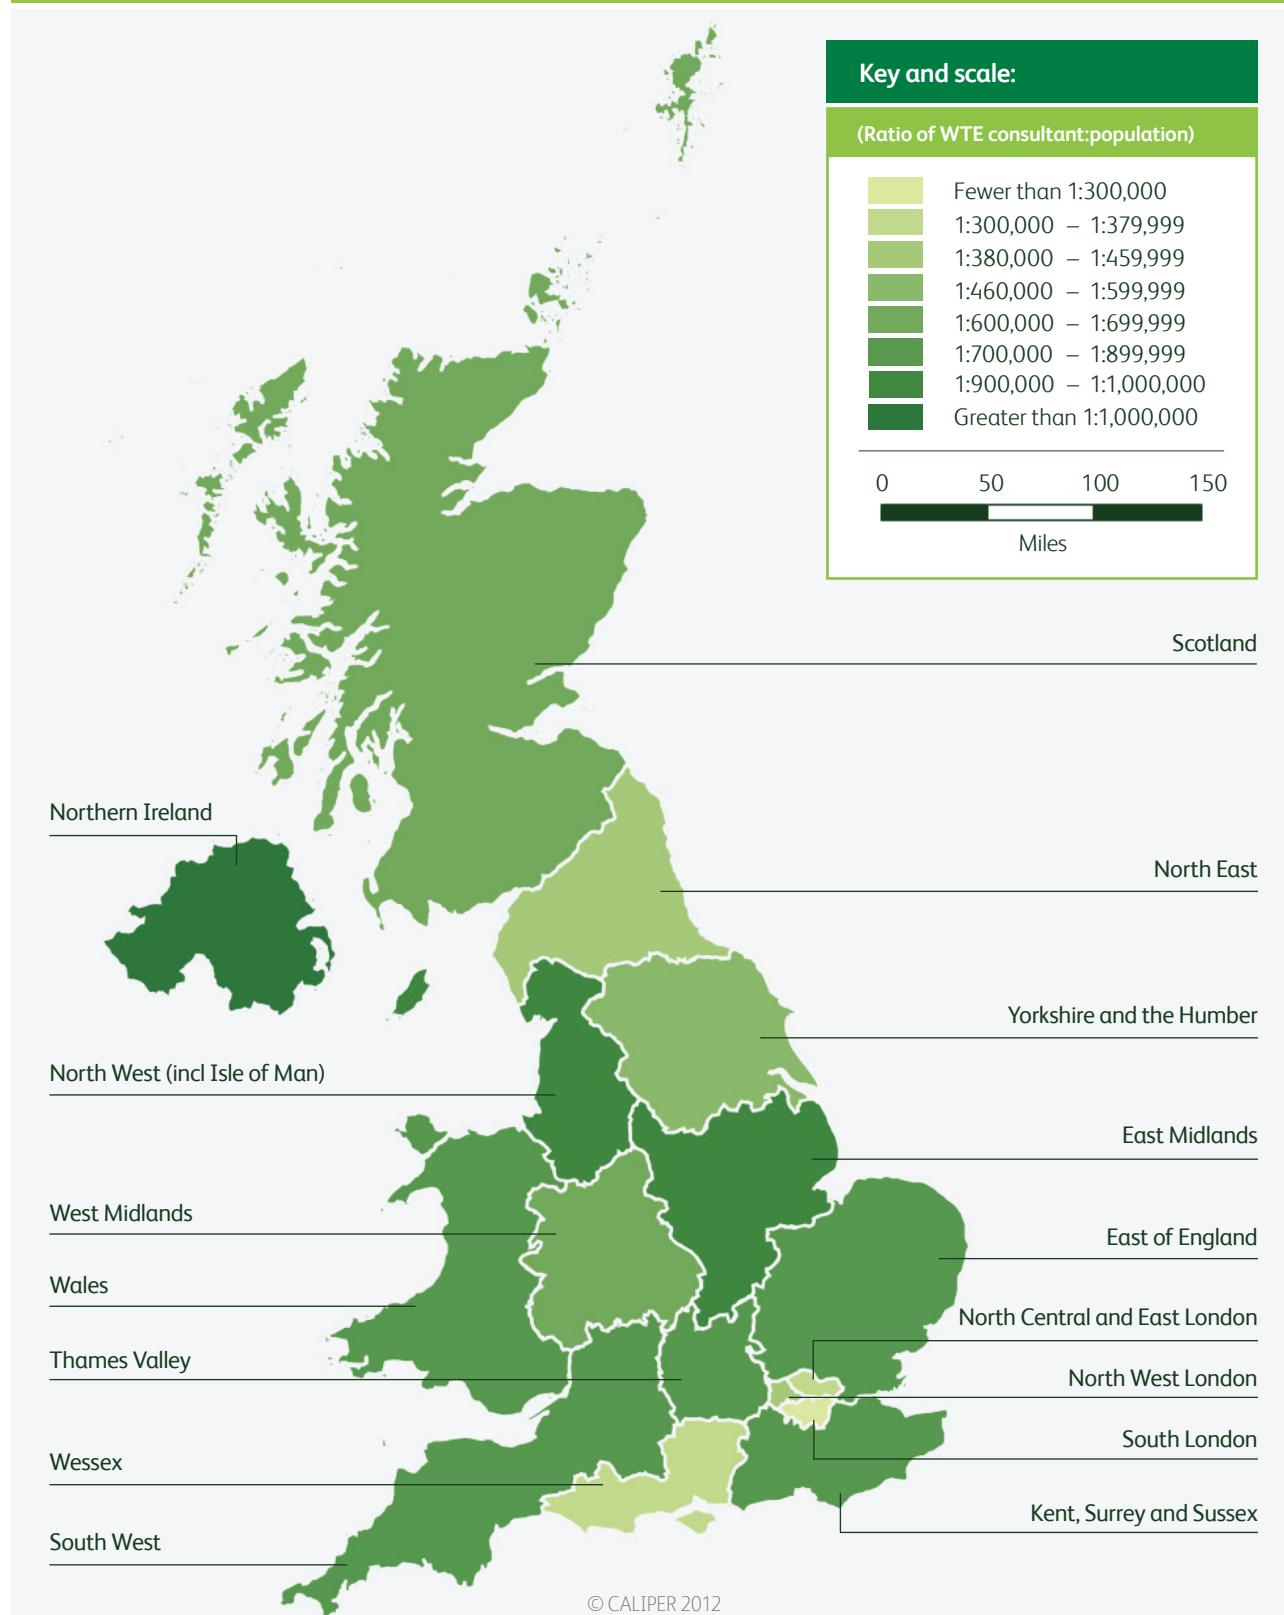 Key and scale:
(Ratio of WTE consultant:population)
Fewer than 1:300,000
1:300,000 – 1:379,999
1:380,000 – 1:459,999
1:460,000 – 1:599,999
1:600,000 – 1:699,999
1:700,000 – 1:899,999
1:900,000 – 1:1,000,000
Greater than 1:1,000,000
0 50 100 150
Miles
Scotland
Northern Ireland
North East
Yorkshire and the Humber
North West (incl Isle of Man)
East Midlands
West Midlands
East of England
Wales
North Central and East London
Thames Valley
North West London
South London
Wessex
Kent, Surrey and Sussex
South West
© CALIPER 2012